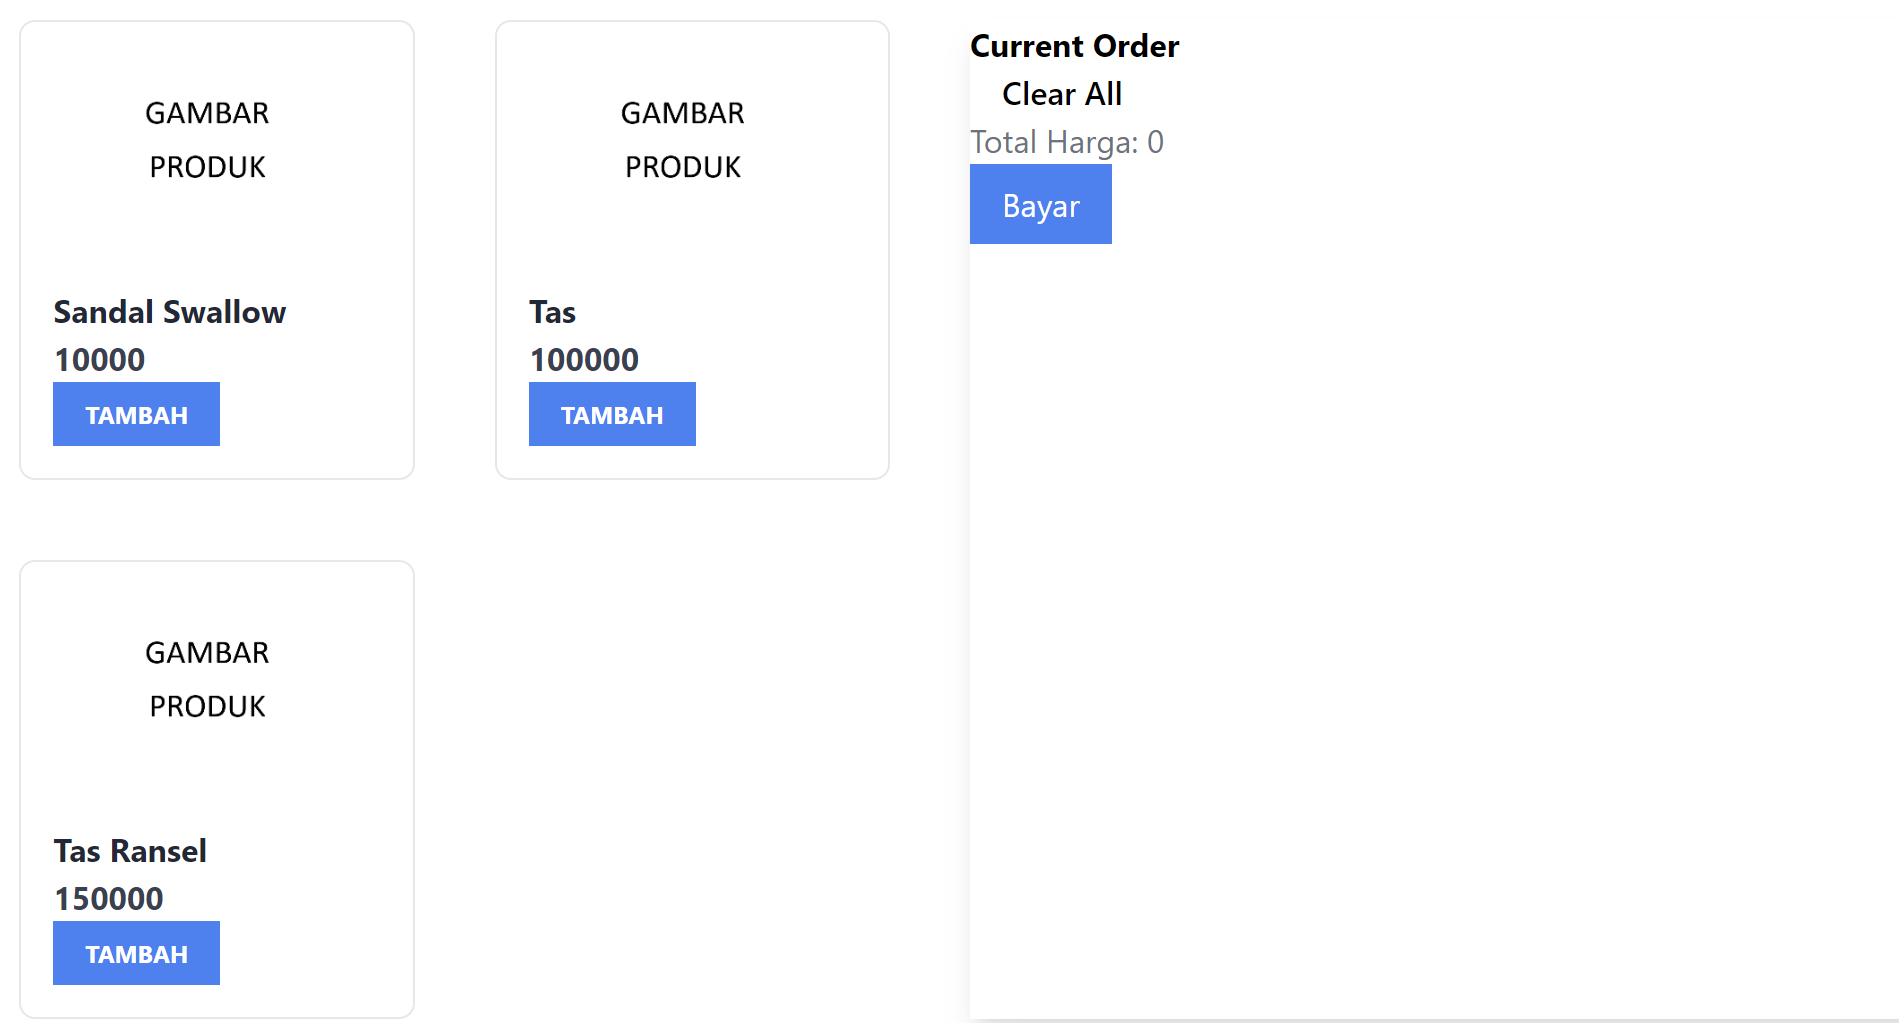 GAMBAR
PRODUK
Sandal Swallow
10000
TAMBAH
GAMBAR
PRODUK
Tas
100000
TAMBAH
GAMBAR
PRODUK
Tas Ransel
150000
TAMBAH
Current Order
Clear All
Total Harga: 0
Bayar